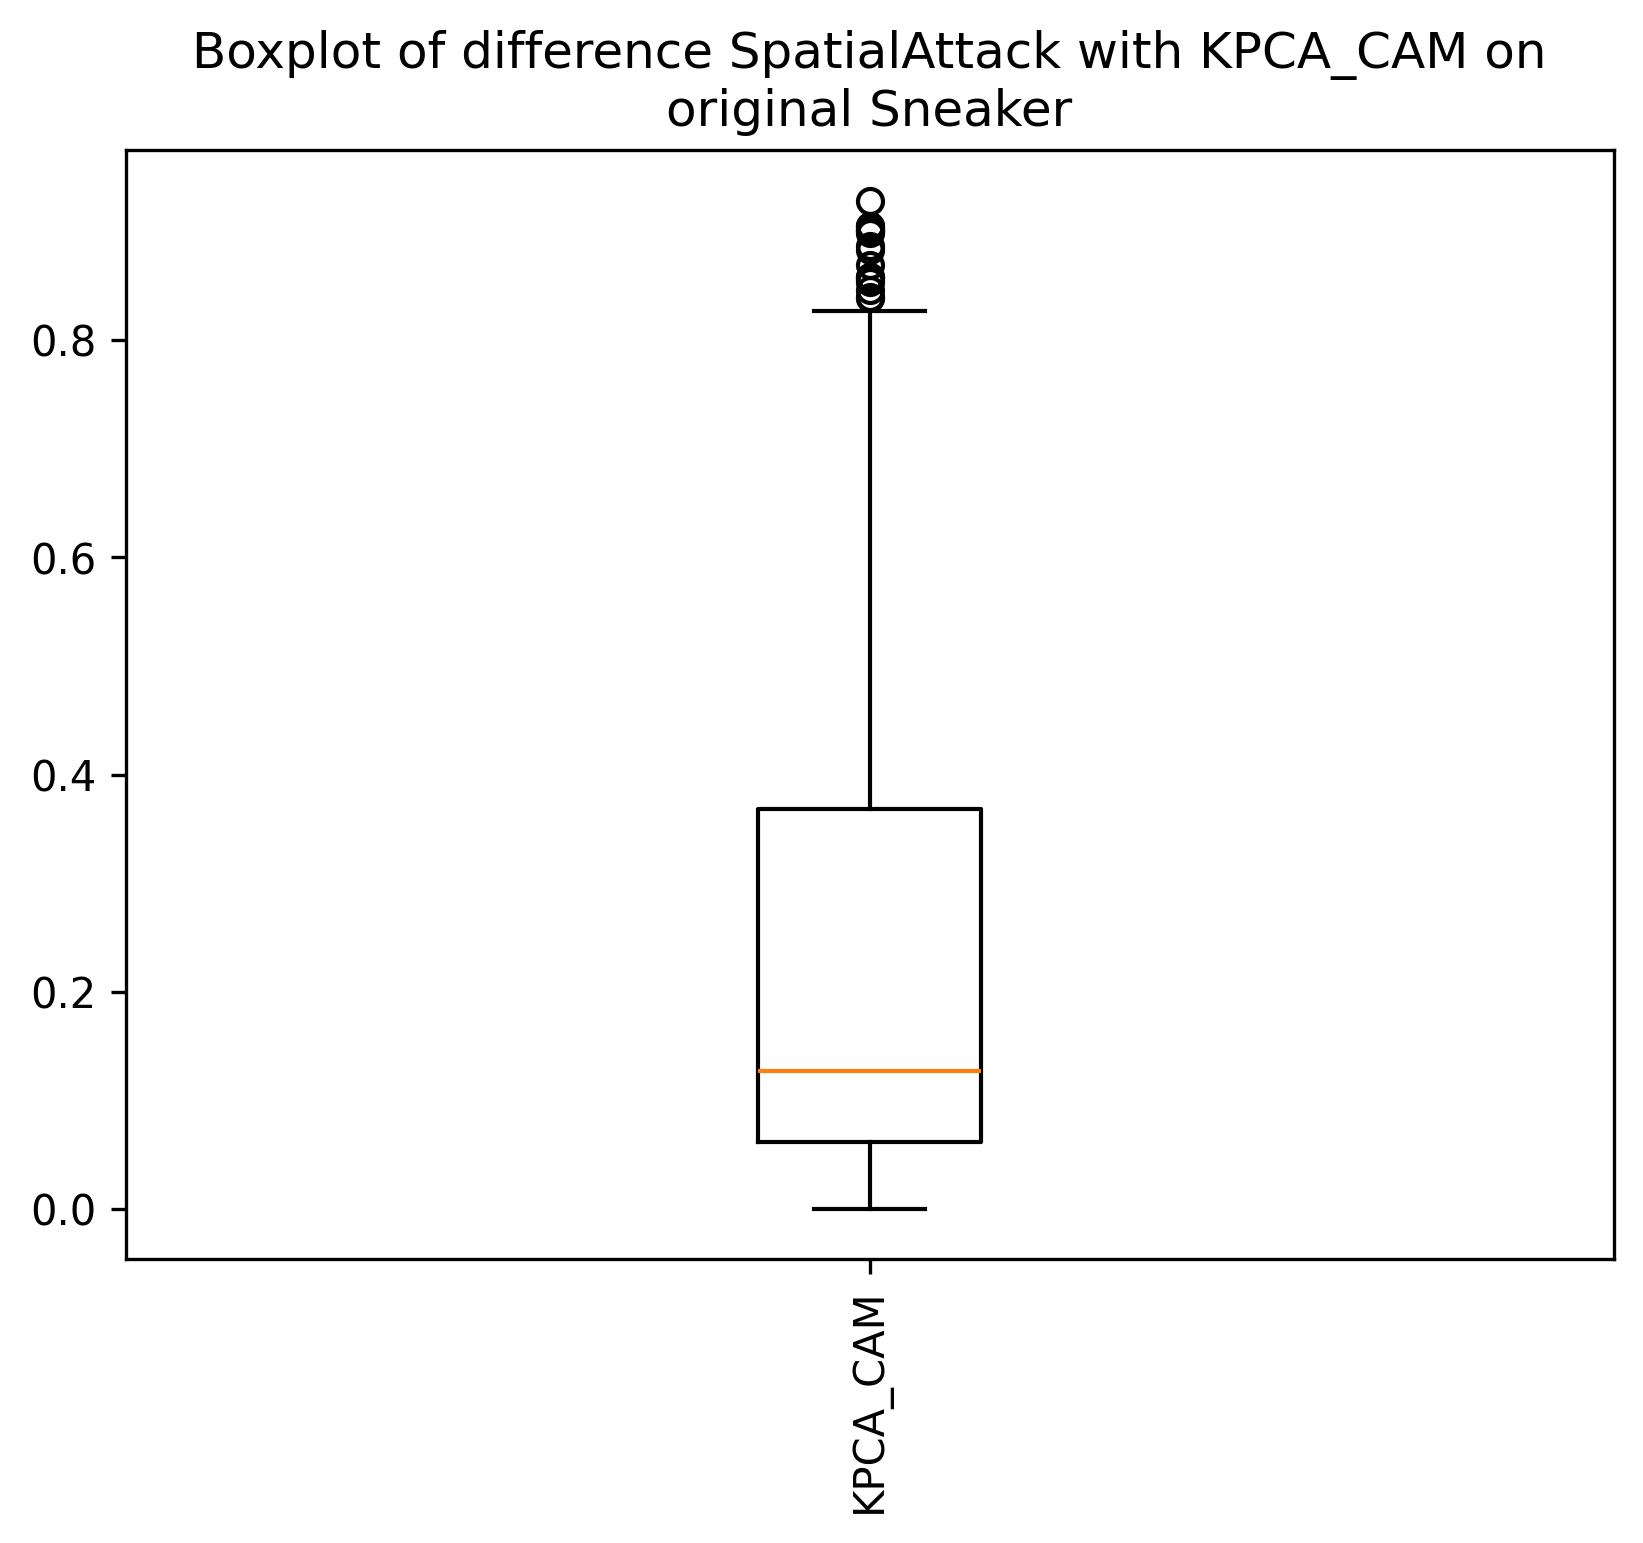 Boxplot of difference SpatialAttack with KPCA_CAM on
original Sneaker
0.8
0.6
0.4
0.2
0.0
KPCA_CAM